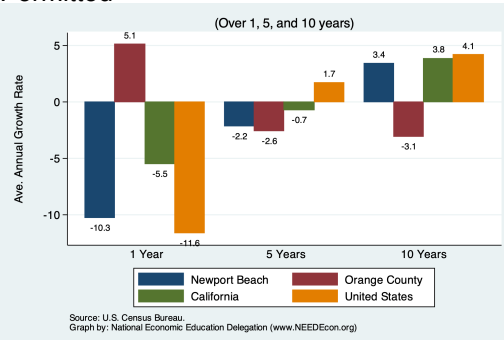 (Over 1, 5, and 10 years)
Ave. Annual Growth Rate
5
0
-5
-10
-10.3
5.1
-5.5
-11.6
-2.2
-2.6
-0.7
1.7
3.4
-3.1
3.8
4.1
1 Year
5 Years
10 Years
Newport Beach
Orange County
California
United States
Source: U.S. Census Bureau.
Graph by: National Economic Education Delegation (www.NEEDEcon.org)